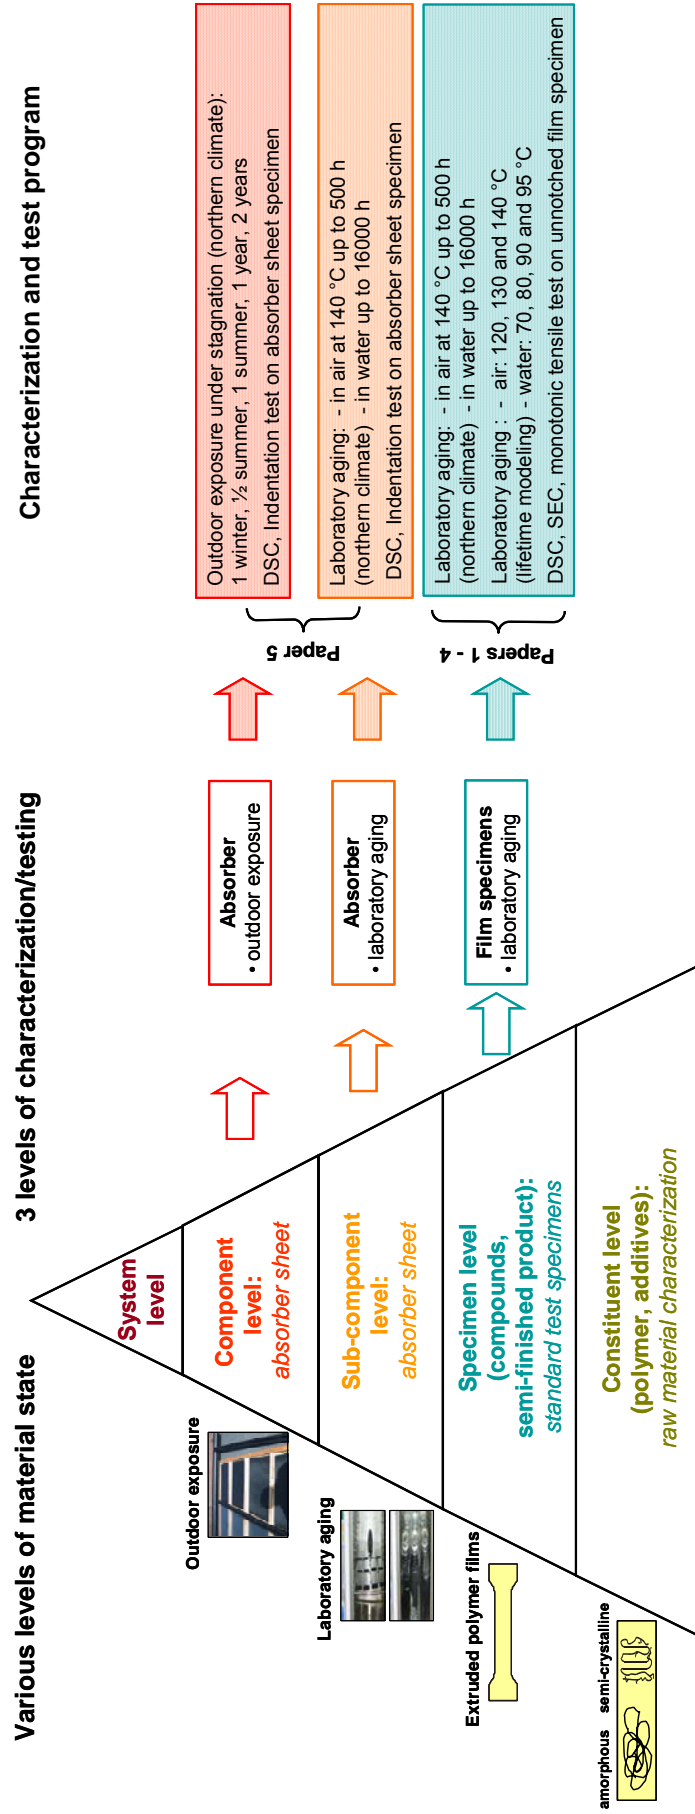 Various levels of material state
3 levels of characterization/testing
Characterization and test program
System
level
Outdoor exposure
Component
level:
absorber sheet
Absorber
• outdoor exposure
Outdoor exposure under stagnation (northern climate):
1 winter, ½ summer, 1 summer, 1 year, 2 years
DSC, Indentation test on absorber sheet specimen
Paper 5
Laboratory aging
Sub-component
level:
absorber sheet
Absorber
• laboratory aging
Laboratory aging: - in air at 140 °C up to 500 h
(northern climate) - in water up to 16000 h
DSC, Indentation test on absorber sheet specimen
Extruded polymer films
Specimen level
(compounds,
semi-finished product):
standard test specimens
Film specimens
• laboratory aging
Papers 1 - 4
Laboratory aging: - in air at 140 °C up to 500 h
(northern climate) - in water up to 16000 h
Laboratory aging : - air: 120, 130 and 140 °C
(lifetime modeling) - water: 70, 80, 90 and 95 °C
DSC, SEC, monotonic tensile test on unnotched film specimen
amorphous semi-crystalline
Constituent level
(polymer, additives):
raw material characterization